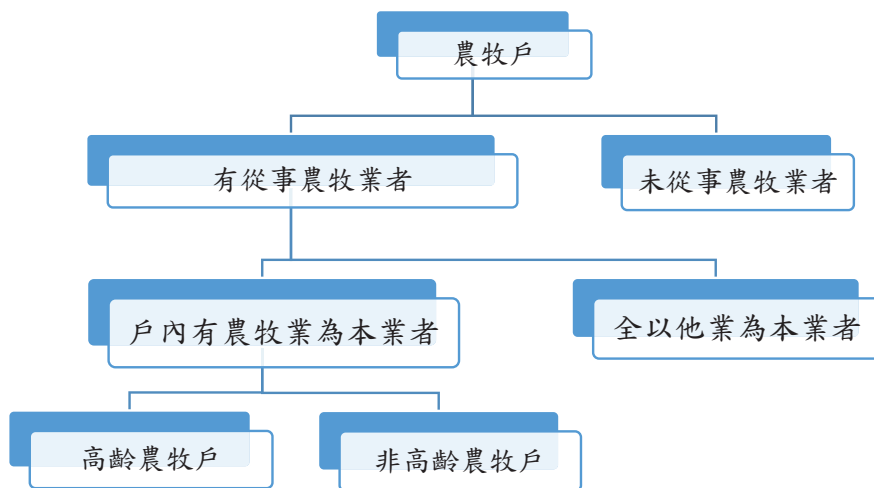 農牧戶
有從事農牧業者
未從事農牧業者
戶內有農牧業為本業者
全以他業為本業者
高齡農牧戶
非高齡農牧戶